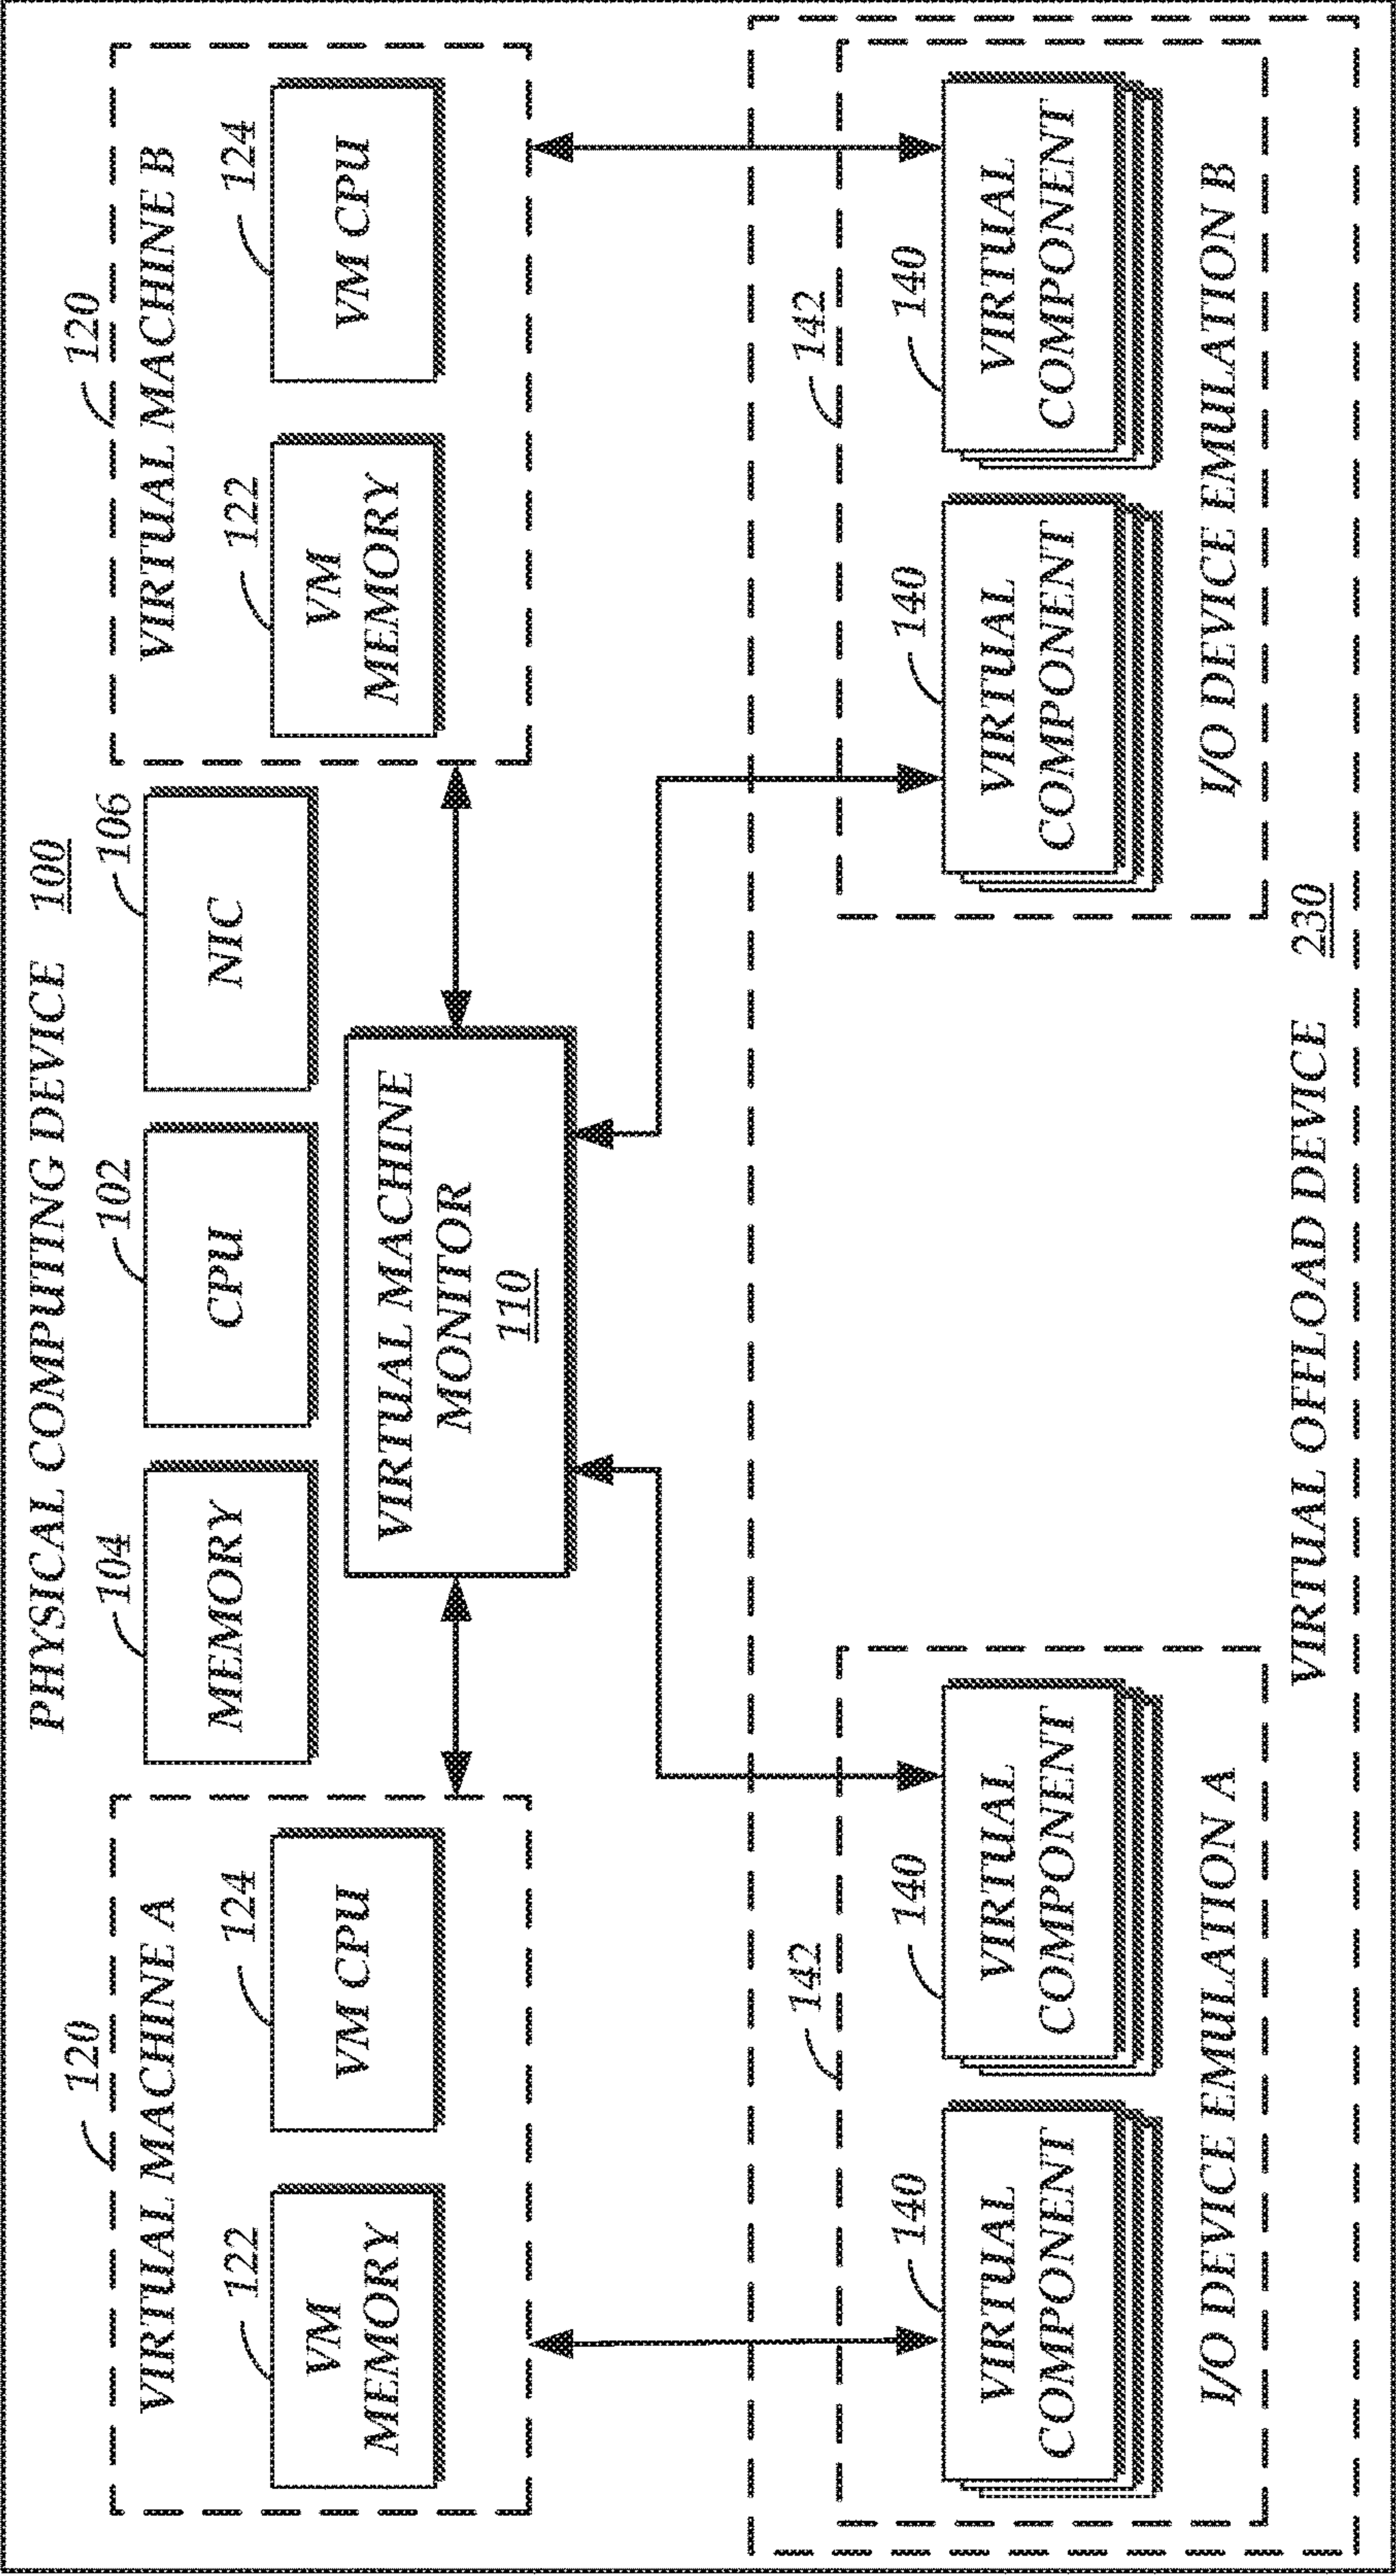 PHYSICAL COMPUTING DEVICE 100
120
VIRTUAL MACHINE A
122
VM
MEMORY
124
VM CPU
104
MEMORY
102
CPU
106
NIC
120
VIRTUAL MACHINE B
122
VM
MEMORY
124
VM CPU
VIRTUAL MACHINE
MONITOR
110
142
140
VIRTUAL
COMPONENT
140
VIRTUAL
COMPONENT
I/O DEVICE EMULATION A
142
140
VIRTUAL
COMPONENT
140
VIRTUAL
COMPONENT
I/O DEVICE EMULATION B
VIRTUAL OFFLOAD DEVICE 230